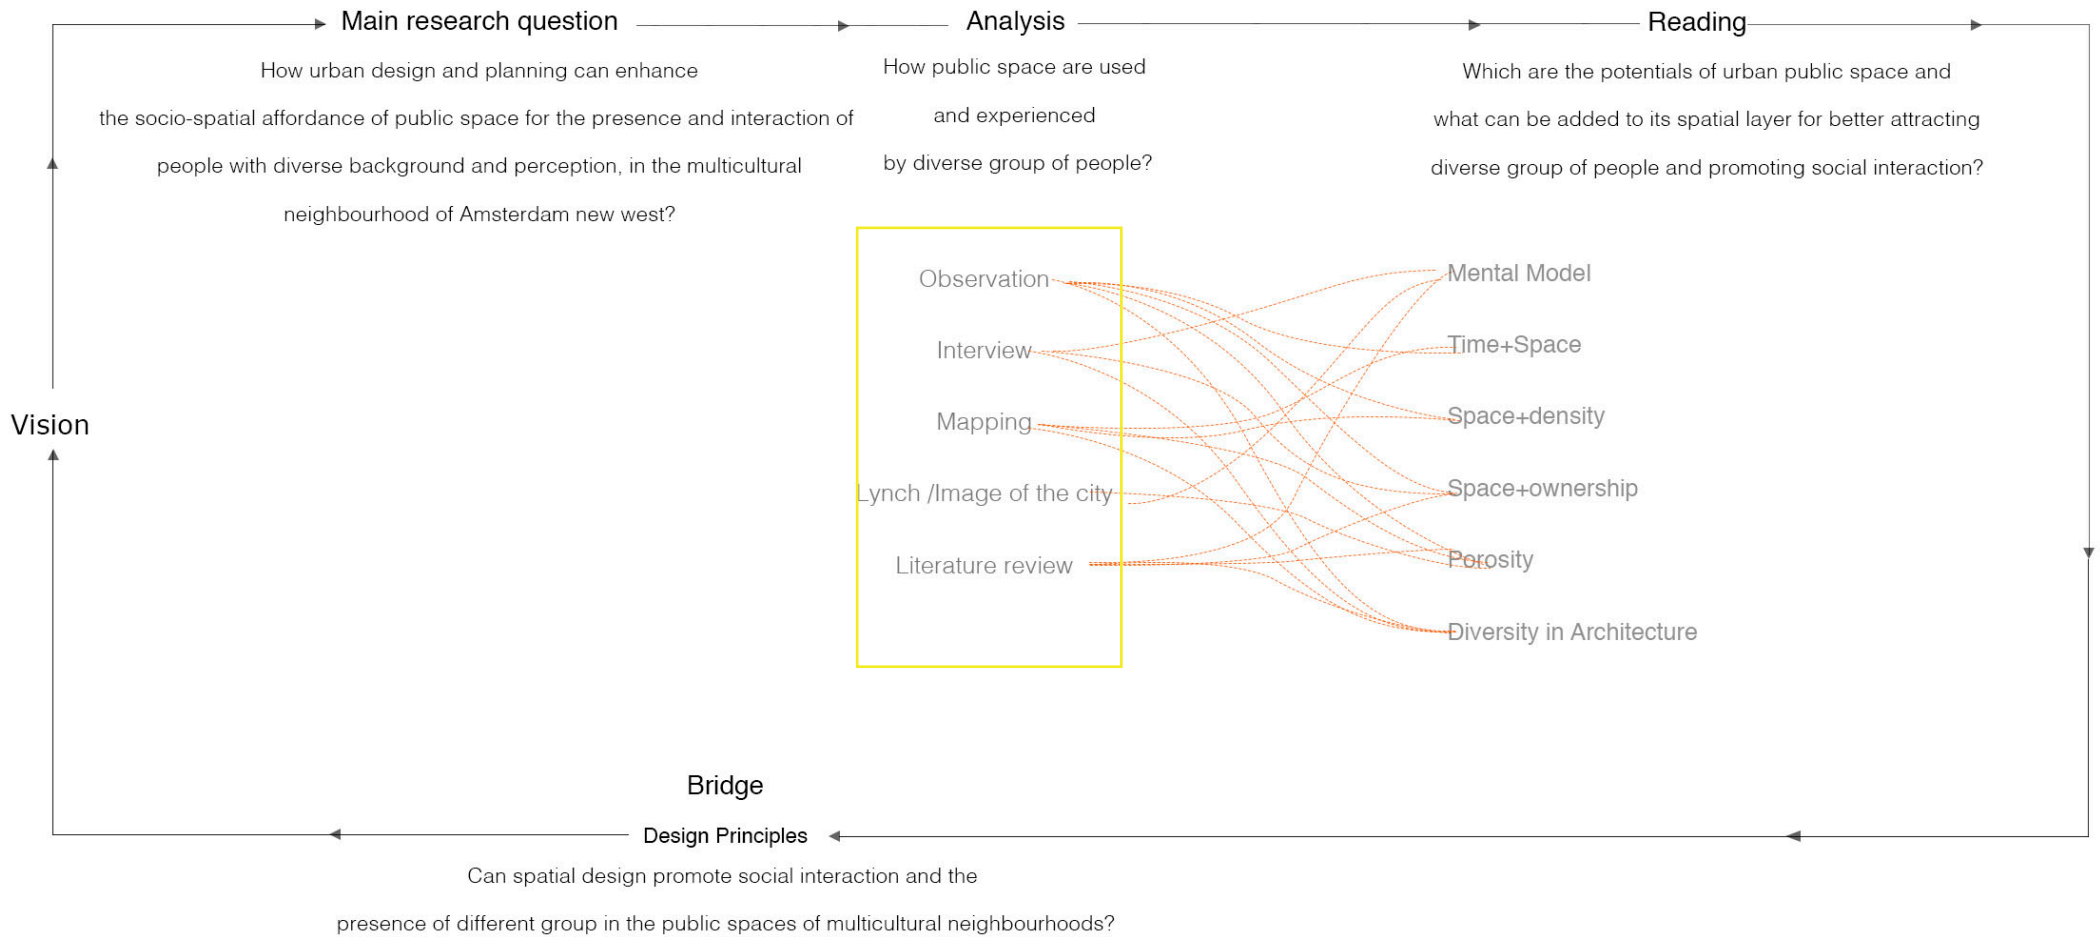 Main research question
How urban design and planning can enhance
the socio-spatial affordance of public space for the presence and interaction of
people with diverse background and perception, in the multicultural
neighbourhood of Amsterdam new west?
Analysis
How public space are used
and experienced
by diverse group of people?
Reading
Which are the potentials of urban public space and
what can be added to its spatial layer for better attracting
diverse group of people and promoting social interaction?
Observation
Interview
Mapping
Lynch /Image of the city
Literature review
Mental Model
Time+Space
Space+density
Space+ownership
Porosity
Diversity in Architecture
Vision
Bridge
Design Principles
Can spatial design promote social interaction and the
presence of different group in the public spaces of multicultural neighbourhoods?